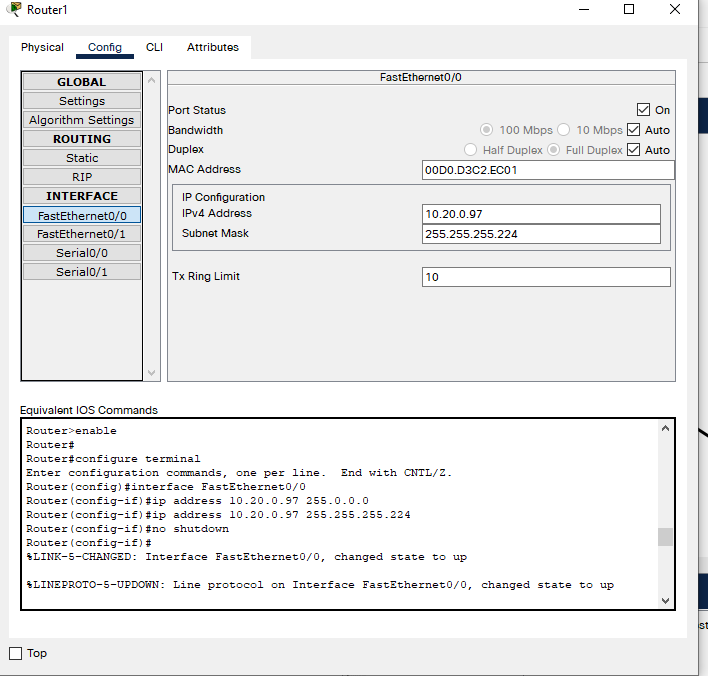 Router1
Physical Config CLI Attributes
GLOBAL
Settings
Algorithm Settings
ROUTING
Static
RIP
INTERFACE
FastEthernet0/0
FastEthernet0/1
Serial0/0
Serial0/1
FastEthernet0/0
Port Status On
Bandwidth 100 Mbps 10 Mbps Auto
Duplex Half Duplex Full Duplex Auto
MAC Address 00D0.D3C2.EC01
IP Configuration
IPv4 Address 10.20.0.97
Subnet Mask 255.255.255.224
Tx Ring Limit 10
Equivalent IOS Commands
Router>enable
Router#
Router#configure terminal
Enter configuration commands, one per line. End with CNTL/Z.
Router(config)#interface FastEthernet0/0
Router(config-if)#ip address 10.20.0.97 255.0.0.0
Router(config-if)#ip address 10.20.0.97 255.255.255.224
Router(config-if)#no shutdown
Router(config-if)#
%LINK-5-CHANGED: Interface FastEthernet0/0, changed state to up
%LINEPROTO-5-UPDOWN: Line protocol on Interface FastEthernet0/0, changed state to up
Top